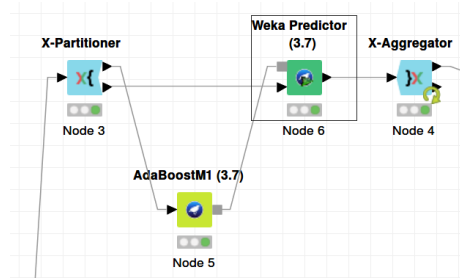 Weka Predictor
X-Partitioner
(3.7)
X-Aggregator
X{
}X
Node 3
Node 6
Node 4
AdaBoostM1 (3.7)
Node 5